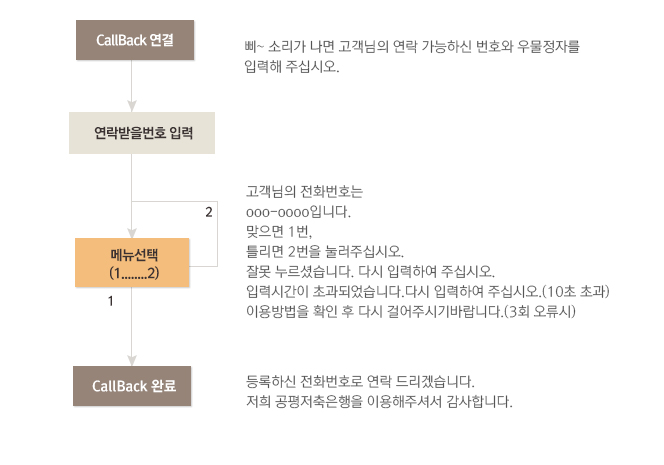 CallBack 연결
삐~ 소리가 나면 고객님의 연락 가능하신 번호와 우물정자를
입력해 주십시오.
연락받을번호 입력
고객님의 전화번호는
ooo-oooo입니다.
맞으면 1번,
틀리면 2번을 눌러주십시오.
잘못 누르셨습니다. 다시 입력하여 주십시오.
입력시간이 초과되었습니다.다시 입력하여 주십시오.(10초 초과)
이용방법을 확인 후 다시 걸어주시기바랍니다.(3회 오류시)
2
메뉴선택
(1........2)
1
CallBack 완료
등록하신 전화번호로 연락 드리겠습니다.
저희 공평저축은행을 이용해주셔서 감사합니다.